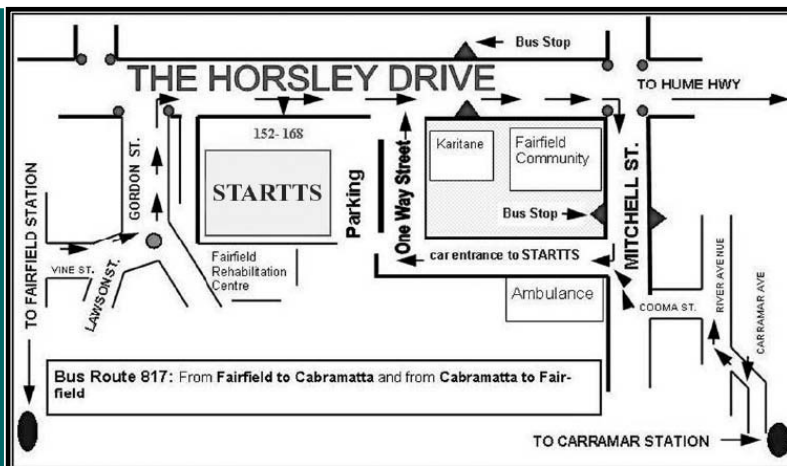 Bus Stop
THE HORSLEY DRIVE
TO HUME HWY
152-168
STARTTS
Parking
One Way Street
Karitane
Fairfield
Community
Bus Stop
MITCHELL ST.
GORDON ST.
TO FAIRFIELD STATION
VINE ST.
LAWSONST.
Fairfield
Rehabilitation
Centre
car entrance to STARTTS
Ambulance
COOMA ST.
RIVER AVENUE
CARRAMAR AVE
Bus Route 817: From Fairfield to Cabramatta and from Cabramatta to Fair-
field
TO CARRAMAR STATION